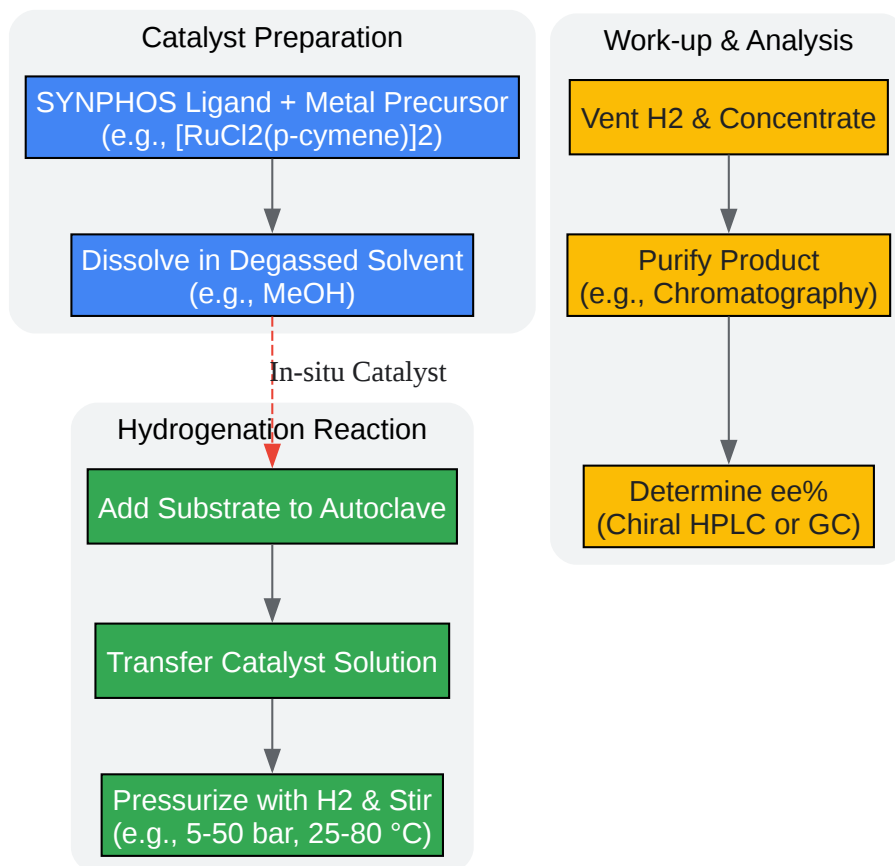 Catalyst Preparation
SYNPHOS Ligand + Metal Precursor
(e.g., [RuCl2(p-cymene)]2)
Dissolve in Degassed Solvent
(e.g., MeOH)
In-situ Catalyst
Hydrogenation Reaction
Add Substrate to Autoclave
Transfer Catalyst Solution
Pressurize with H2 & Stir
(e.g., 5-50 bar, 25-80 °C)
Work-up & Analysis
Vent H2 & Concentrate
Purify Product
(e.g., Chromatography)
Determine ee%
(Chiral HPLC or GC)